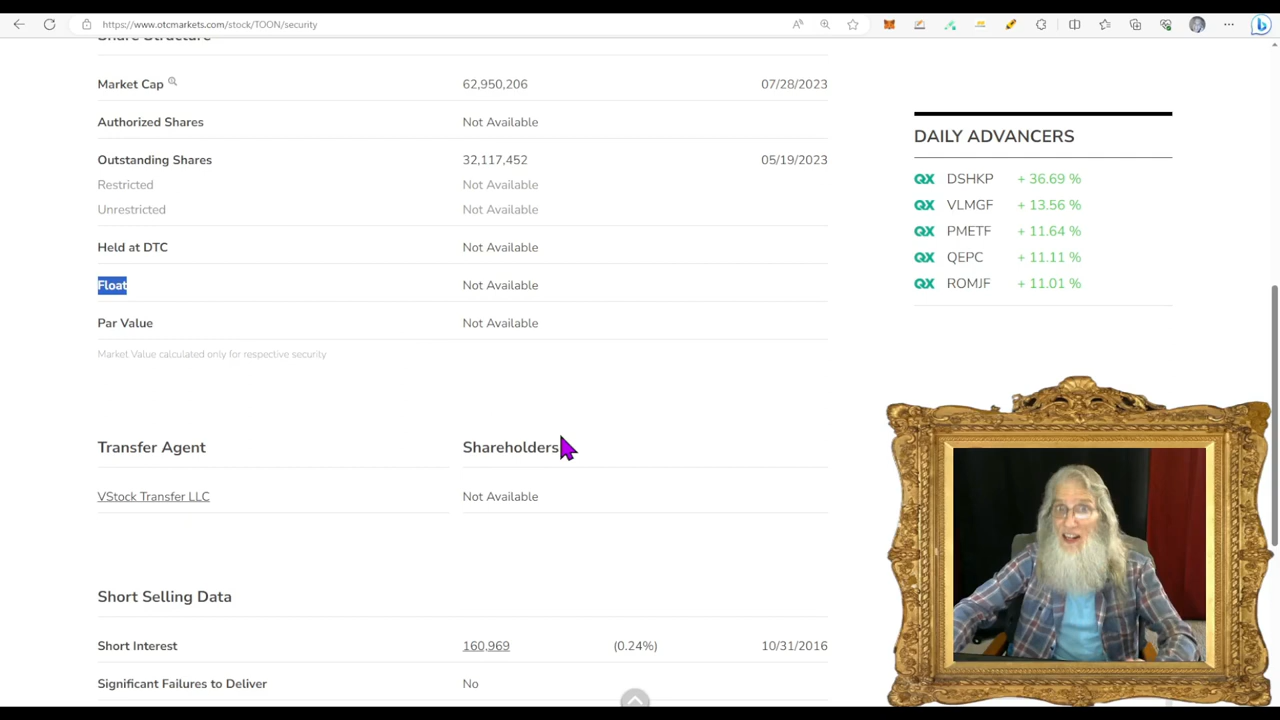 https://www.otcmarkets.com/stock/TOON/security
Share Structure
Market Cap 62,950,206 07/28/2023
Authorized Shares Not Available
Outstanding Shares 32,117,452 05/19/2023
Restricted Not Available
Unrestricted Not Available
Held at DTC Not Available
Float Not Available
Par Value Not Available
Market Value calculated only for respective security
Transfer Agent Shareholders
VStock Transfer LLC Not Available
Short Selling Data
Short Interest 160,969 (0.24%) 10/31/2016
Significant Failures to Deliver No
DAILY ADVANCERS
QX DSHKP + 36.69 %
QX VLMGF + 13.56 %
QX PMETF + 11.64 %
QX QEPC + 11.11 %
QX ROMJF + 11.01 %